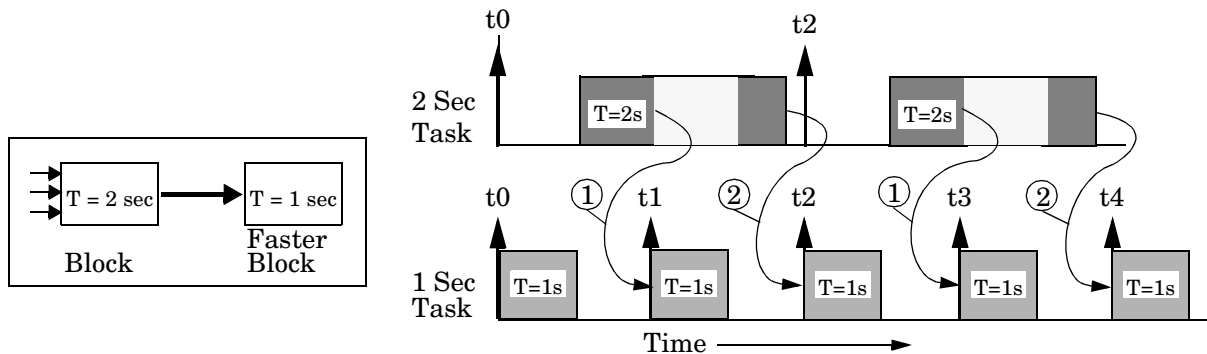 T = 2 sec
T = 1 sec
Block
Faster
Block
t0
t2
2 Sec
Task
T=2s
T=2s
1
2
1
2
t0
t1
t2
t3
t4
1 Sec
Task
T=1s
T=1s
T=1s
T=1s
T=1s
Time